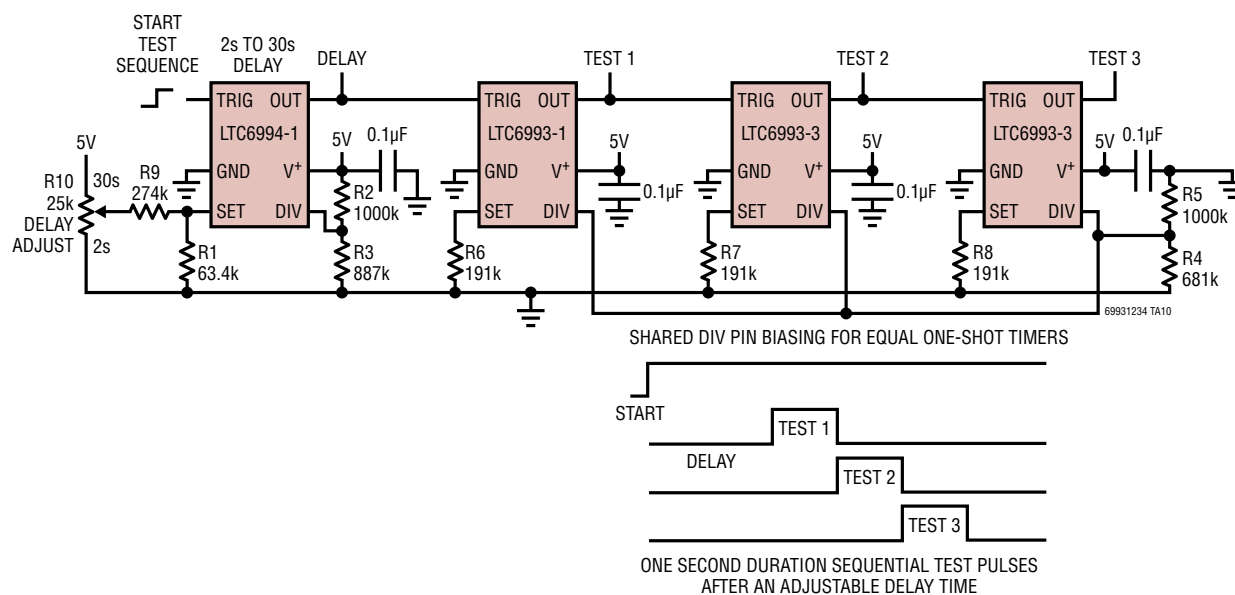 START
TEST
SEQUENCE
2s TO 30s
DELAY
DELAY
TEST 1
TEST 2
TEST 3
TRIG OUT
LTC6994-1
GND V+
SET DIV
TRIG OUT
LTC6993-1
GND V+
SET DIV
TRIG OUT
LTC6993-3
GND V+
SET DIV
TRIG OUT
LTC6993-3
GND V+
SET DIV
5V
R10
25k
DELAY
ADJUST
30s
2s
R9
274k
R1
63.4k
5V
0.1µF
R2
1000k
R3
887k
5V
0.1µF
R6
191k
5V
0.1µF
R7
191k
5V
0.1µF
R8
191k
R5
1000k
R4
681k
69931234 TA10
SHARED DIV PIN BIASING FOR EQUAL ONE-SHOT TIMERS
START
TEST 1
DELAY
TEST 2
TEST 3
ONE SECOND DURATION SEQUENTIAL TEST PULSES
AFTER AN ADJUSTABLE DELAY TIME